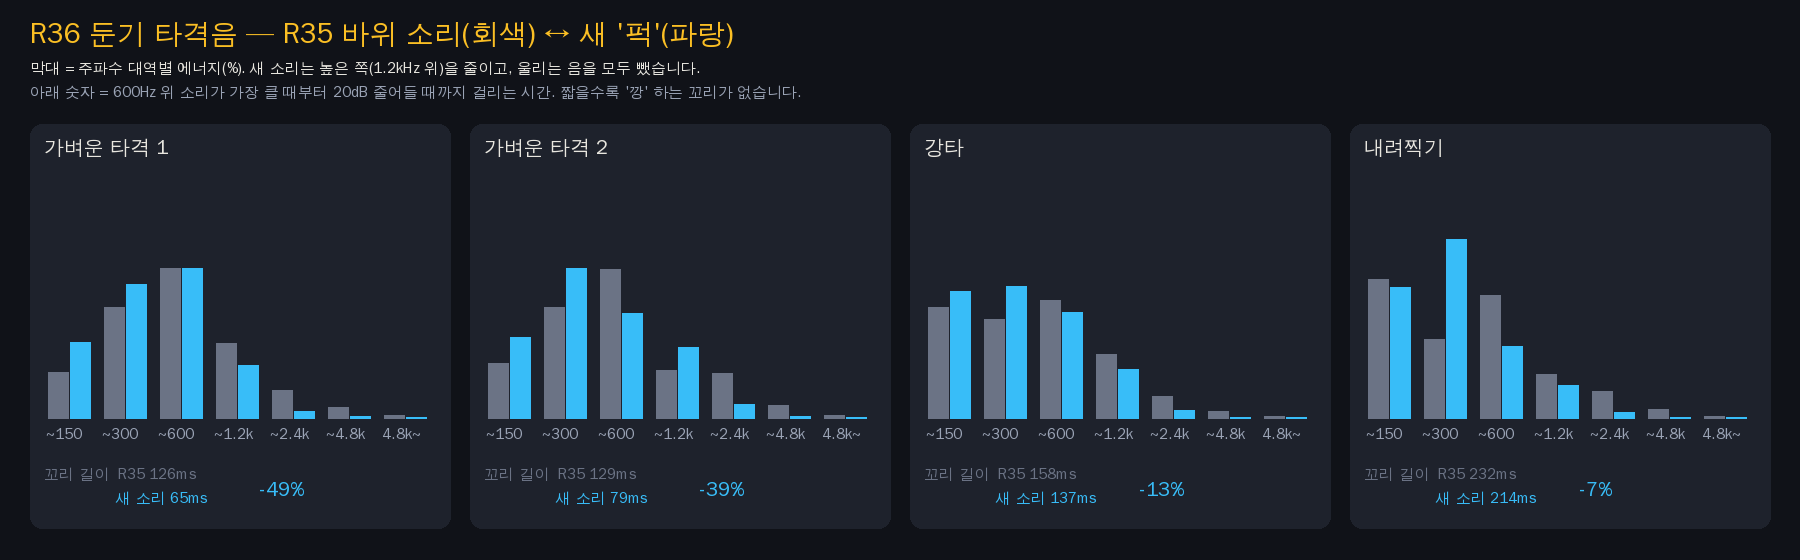 R36 둔기 타격음 — R35 바위 소리(회색) ↔ 새 '퍽'(파랑)
막대 = 주파수 대역별 에너지(%). 새 소리는 높은 쪽(1.2kHz 위)을 줄이고, 울리는 음을 모두 뺐습니다.
아래 숫자 = 600Hz 위 소리가 가장 클 때부터 20dB 줄어들 때까지 걸리는 시간. 짧을수록 '깡' 하는 꼬리가 없습니다.
가벼운 타격 1
~150 ~300 ~600 ~1.2k ~2.4k ~4.8k 4.8k~
꼬리 길이 R35 126ms
새 소리 65ms
-49%
가벼운 타격 2
~150 ~300 ~600 ~1.2k ~2.4k ~4.8k 4.8k~
꼬리 길이 R35 129ms
새 소리 79ms
-39%
강타
~150 ~300 ~600 ~1.2k ~2.4k ~4.8k 4.8k~
꼬리 길이 R35 158ms
새 소리 137ms
-13%
내려찍기
~150 ~300 ~600 ~1.2k ~2.4k ~4.8k 4.8k~
꼬리 길이 R35 232ms
새 소리 214ms
-7%